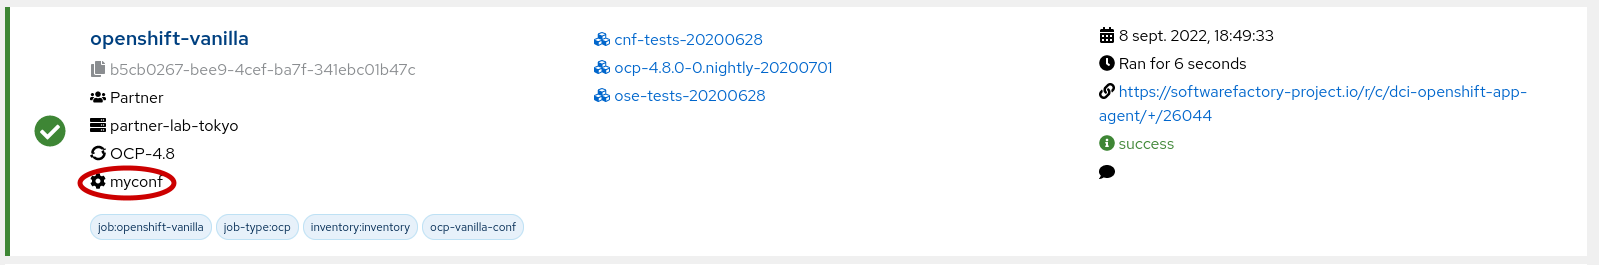 openshift-vanilla
b5cb0267-bee9-4cef-ba7f-341ebc01b47c
Partner
partner-lab-tokyo
OCP-4.8
myconf
job:openshift-vanilla job-type:ocp inventory:inventory ocp-vanilla-conf
cnf-tests-20200628
ocp-4.8.0-0.nightly-20200701
ose-tests-20200628
8 sept. 2022, 18:49:33
Ran for 6 seconds
https://softwarefactory-project.io/r/c/dci-openshift-app-
agent/+/26044
success